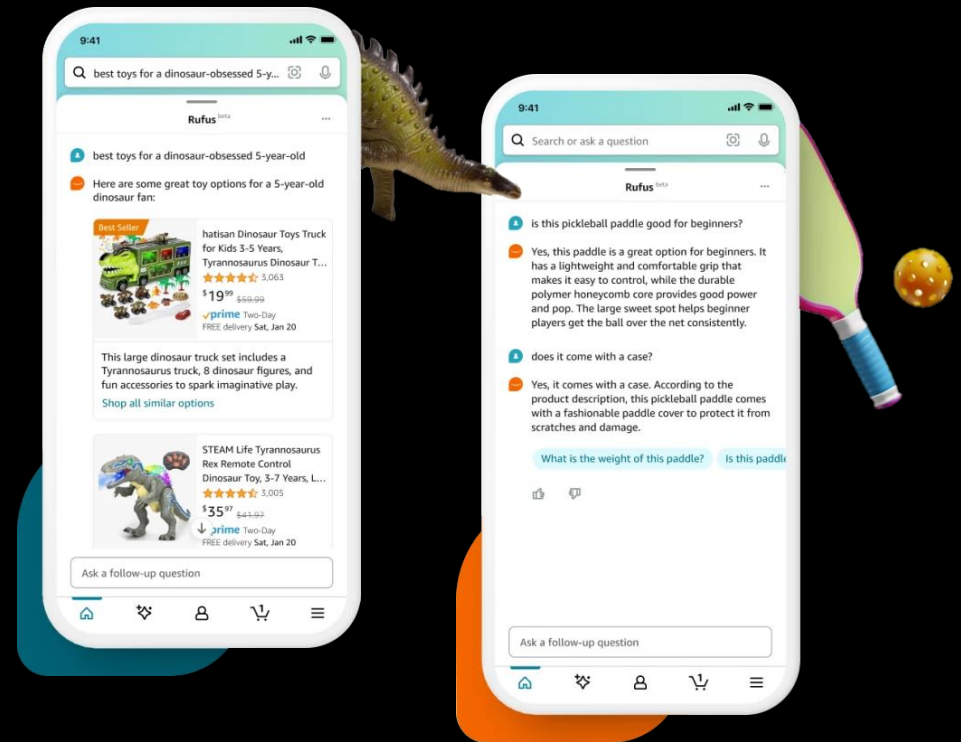 9:41
best toys for a dinosaur-obsessed 5-y...
Rufus beta
...
best toys for a dinosaur-obsessed 5-year-old
Here are some great toy options for a 5-year-old
dinosaur fan:
Best Seller
hatisan Dinosaur Toys Truck
for Kids 3-5 Years,
Tyrannosaurus Dinosaur T...
3,063
$19⁹⁹ $59.99
prime Two-Day
FREE delivery Sat, Jan 20
This large dinosaur truck set includes a
Tyrannosaurus truck, 8 dinosaur figures, and
fun accessories to spark imaginative play.
Shop all similar options
STEAM Life Tyrannosaurus
Rex Remote Control
Dinosaur Toy, 3-7 Years, L...
3,005
$35⁹⁷ $41.97
prime Two-Day
FREE delivery Sat, Jan 20
Ask a follow-up question
1
9:41
Search or ask a question
Rufus beta
...
is this pickleball paddle good for beginners?
Yes, this paddle is a great option for beginners. It
has a lightweight and comfortable grip that
makes it easy to control, while the durable
polymer honeycomb core provides good power
and pop. The large sweet spot helps beginner
players get the ball over the net consistently.
does it come with a case?
Yes, it comes with a case. According to the
product description, this pickleball paddle comes
with a fashionable paddle cover to protect it from
scratches and damage.
What is the weight of this paddle? Is this paddle
Ask a follow-up question
1